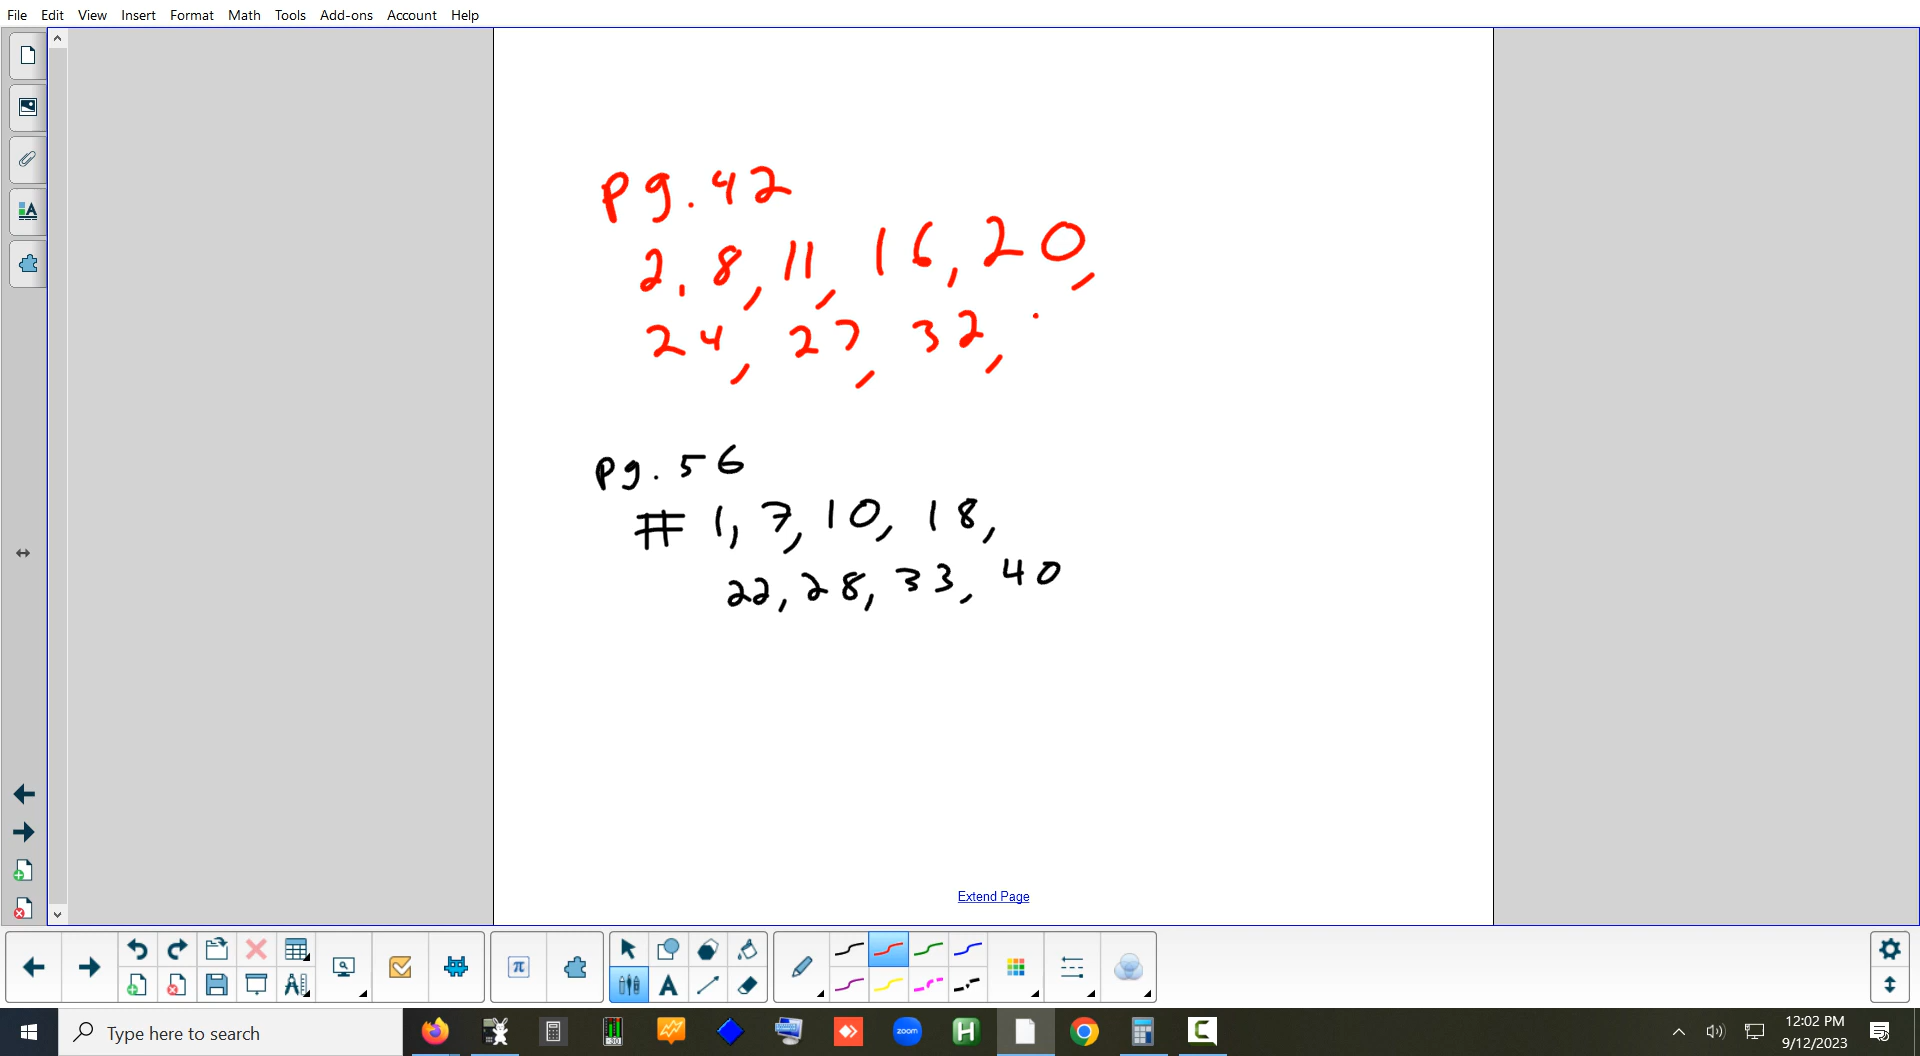 File Edit View Insert Format Math Tools Add-ons Account Help
pg. 42
2, 8, 11, 16, 20,
24, 27, 32,
pg. 56
# 1, 7, 10, 18,
22, 28, 33, 40
Extend Page
π
A
Type here to search
zoom
H
C
12:02 PM
9/12/2023